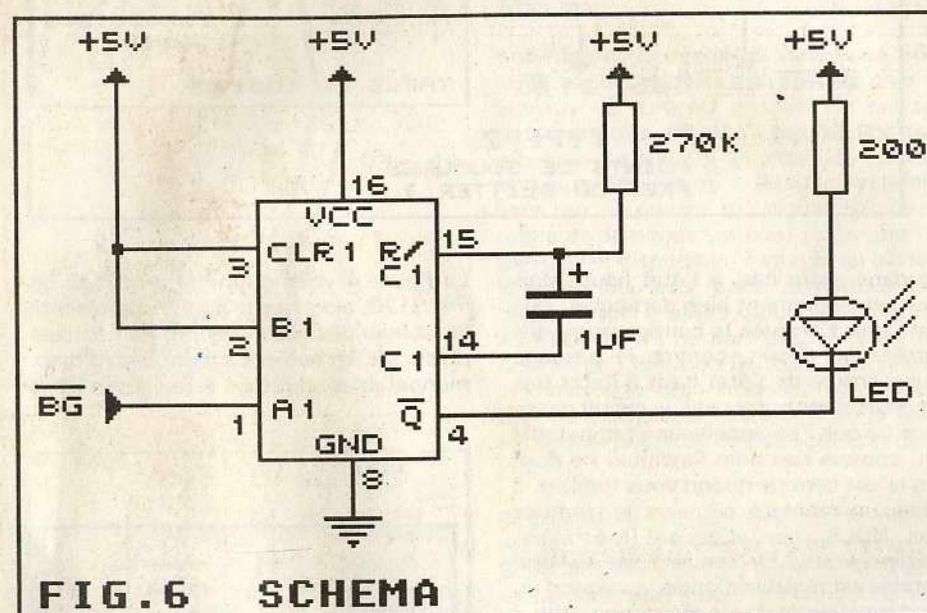 +5V +5V +5V +5V
270K 200
16
VCC
3 CLR1 R/C1 15
+
2 B C1 14
1µF
BG̅ 1 A1 Q̅ 4
LED
GND
8
FIG.6 SCHEMA